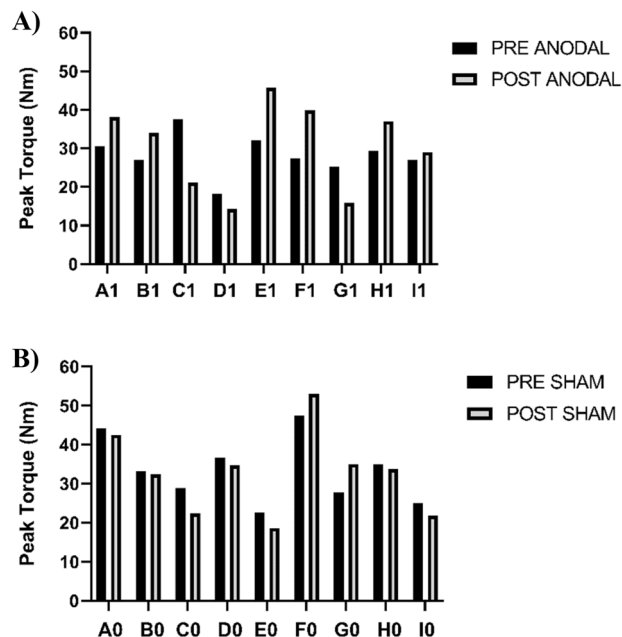 A)
PRE ANODAL
POST ANODAL
Peak Torque (Nm)
60
50
40
30
20
10
0
A1 B1 C1 D1 E1 F1 G1 H1 I1
B)
PRE SHAM
POST SHAM
Peak Torque (Nm)
60
50
40
30
20
10
0
A0 B0 C0 D0 E0 F0 G0 H0 I0